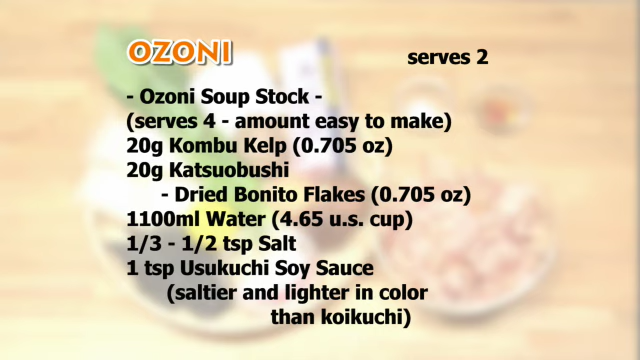 OZONI serves 2
- Ozoni Soup Stock -
(serves 4 - amount easy to make)
20g Kombu Kelp (0.705 oz)
20g Katsuobushi
- Dried Bonito Flakes (0.705 oz)
1100ml Water (4.65 u.s. cup)
1/3 - 1/2 tsp Salt
1 tsp Usukuchi Soy Sauce
(saltier and lighter in color
than koikuchi)